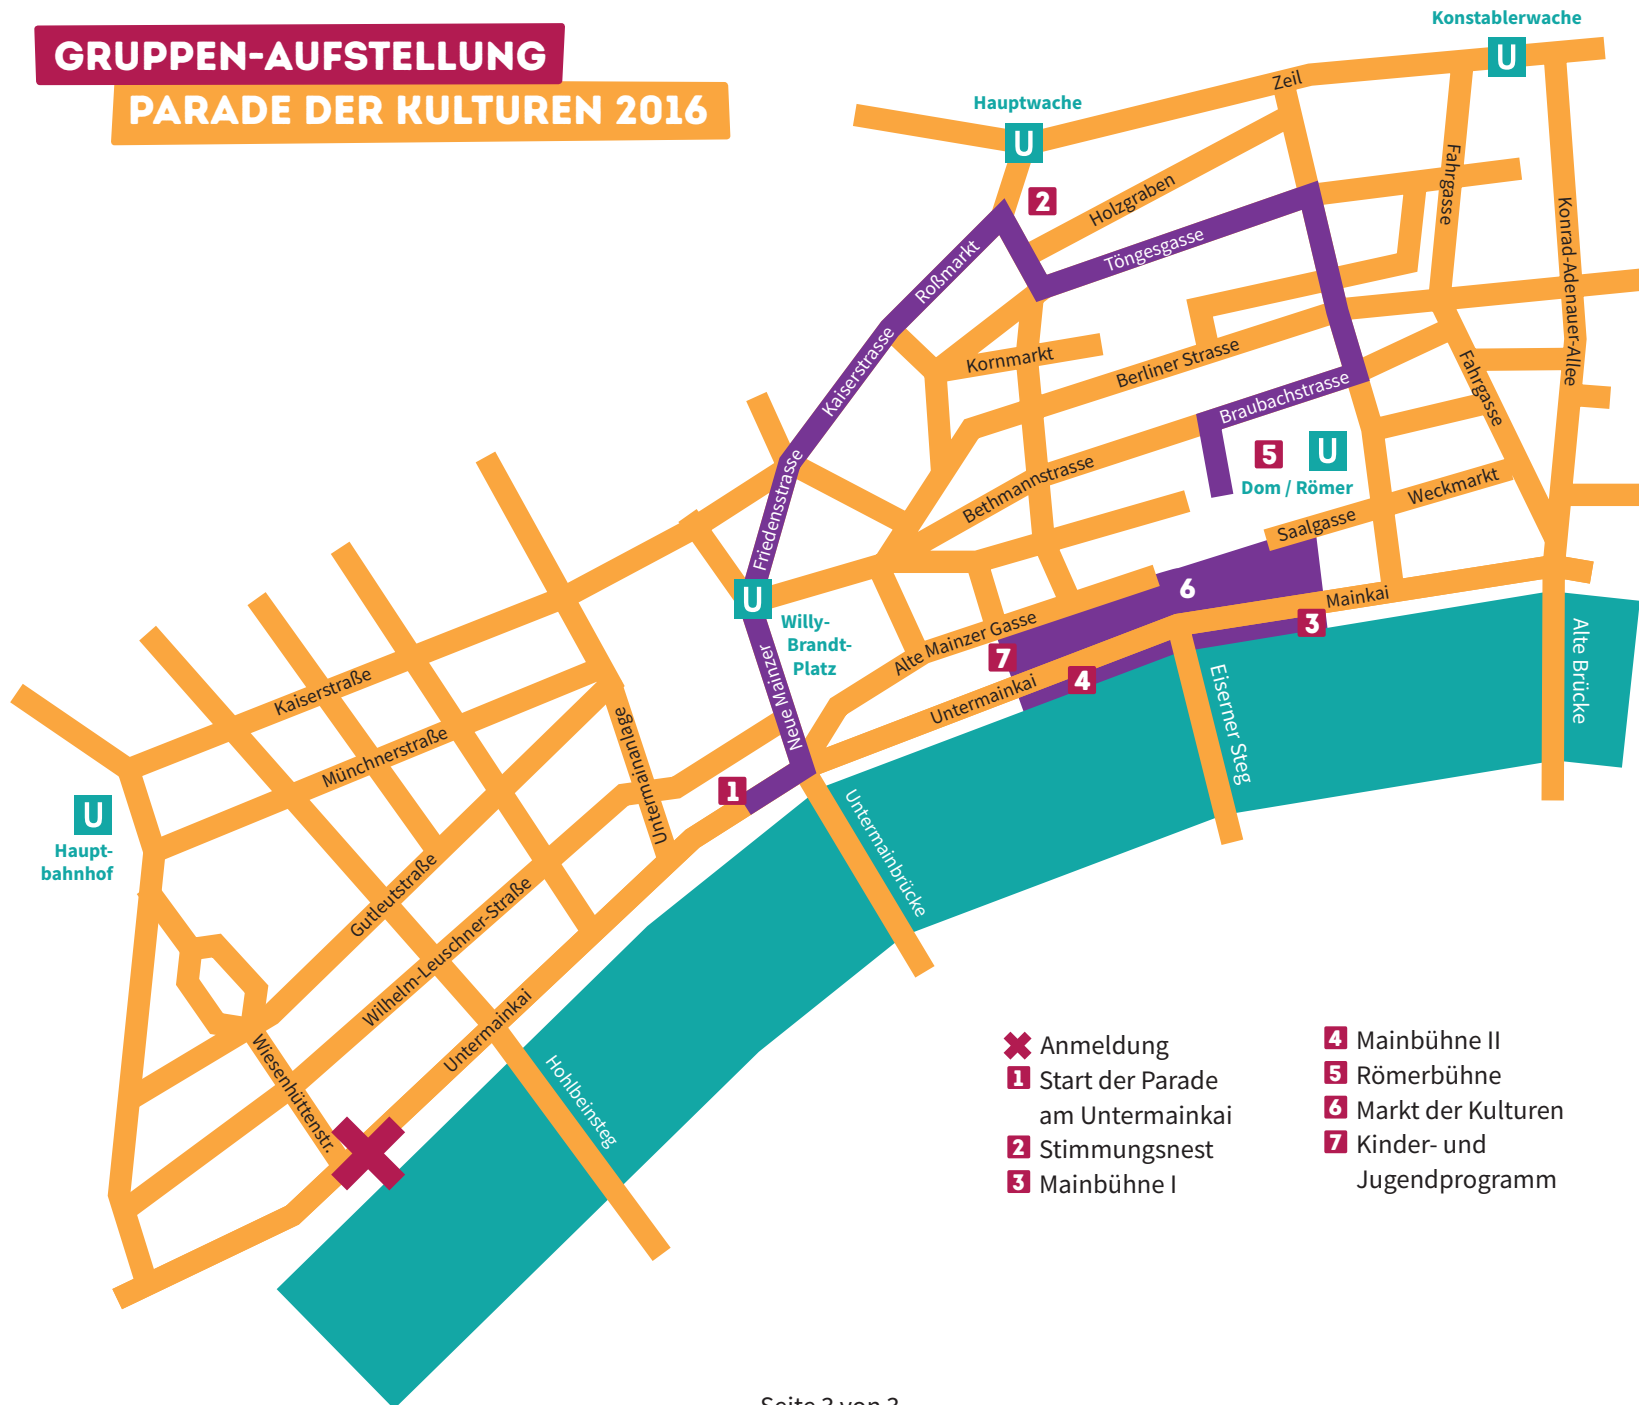 GRUPPEN-AUFSTELLUNG
PARADE DER KULTUREN 2016
Konstablerwache
U
Hauptwache
U
Zeil
2
Holzgraben
Fahrgasse
Konrad-Adenauer-Allee
Töngesgasse
Roßmarkt
Kaiserstrasse
Kornmarkt
Berliner Strasse
Fahrgasse
Braubachstrasse
5
U
Dom / Römer
Bethmannstrasse
Weckmarkt
Saalgasse
Friedensstrasse
U
Willy-
Brandt-
Platz
6
Mainkai
3
Alte Mainzer Gasse
7
4
Untermainkai
Eiserner Steg
Alte Brücke
Neue Mainzer
1
Kaiserstraße
Münchnerstraße
Untermainanlage
U
Haupt-
bahnhof
Untermainbrücke
Gutleutstraße
Wilhelm-Leuschner-Straße
Untermainkai
Wiesenhüttenstr.
Hohlbeinsteg
Anmeldung
1 Start der Parade
am Untermainkai
2 Stimmungsnest
3 Mainbühne I
4 Mainbühne II
5 Römerbühne
6 Markt der Kulturen
7 Kinder- und
Jugendprogramm